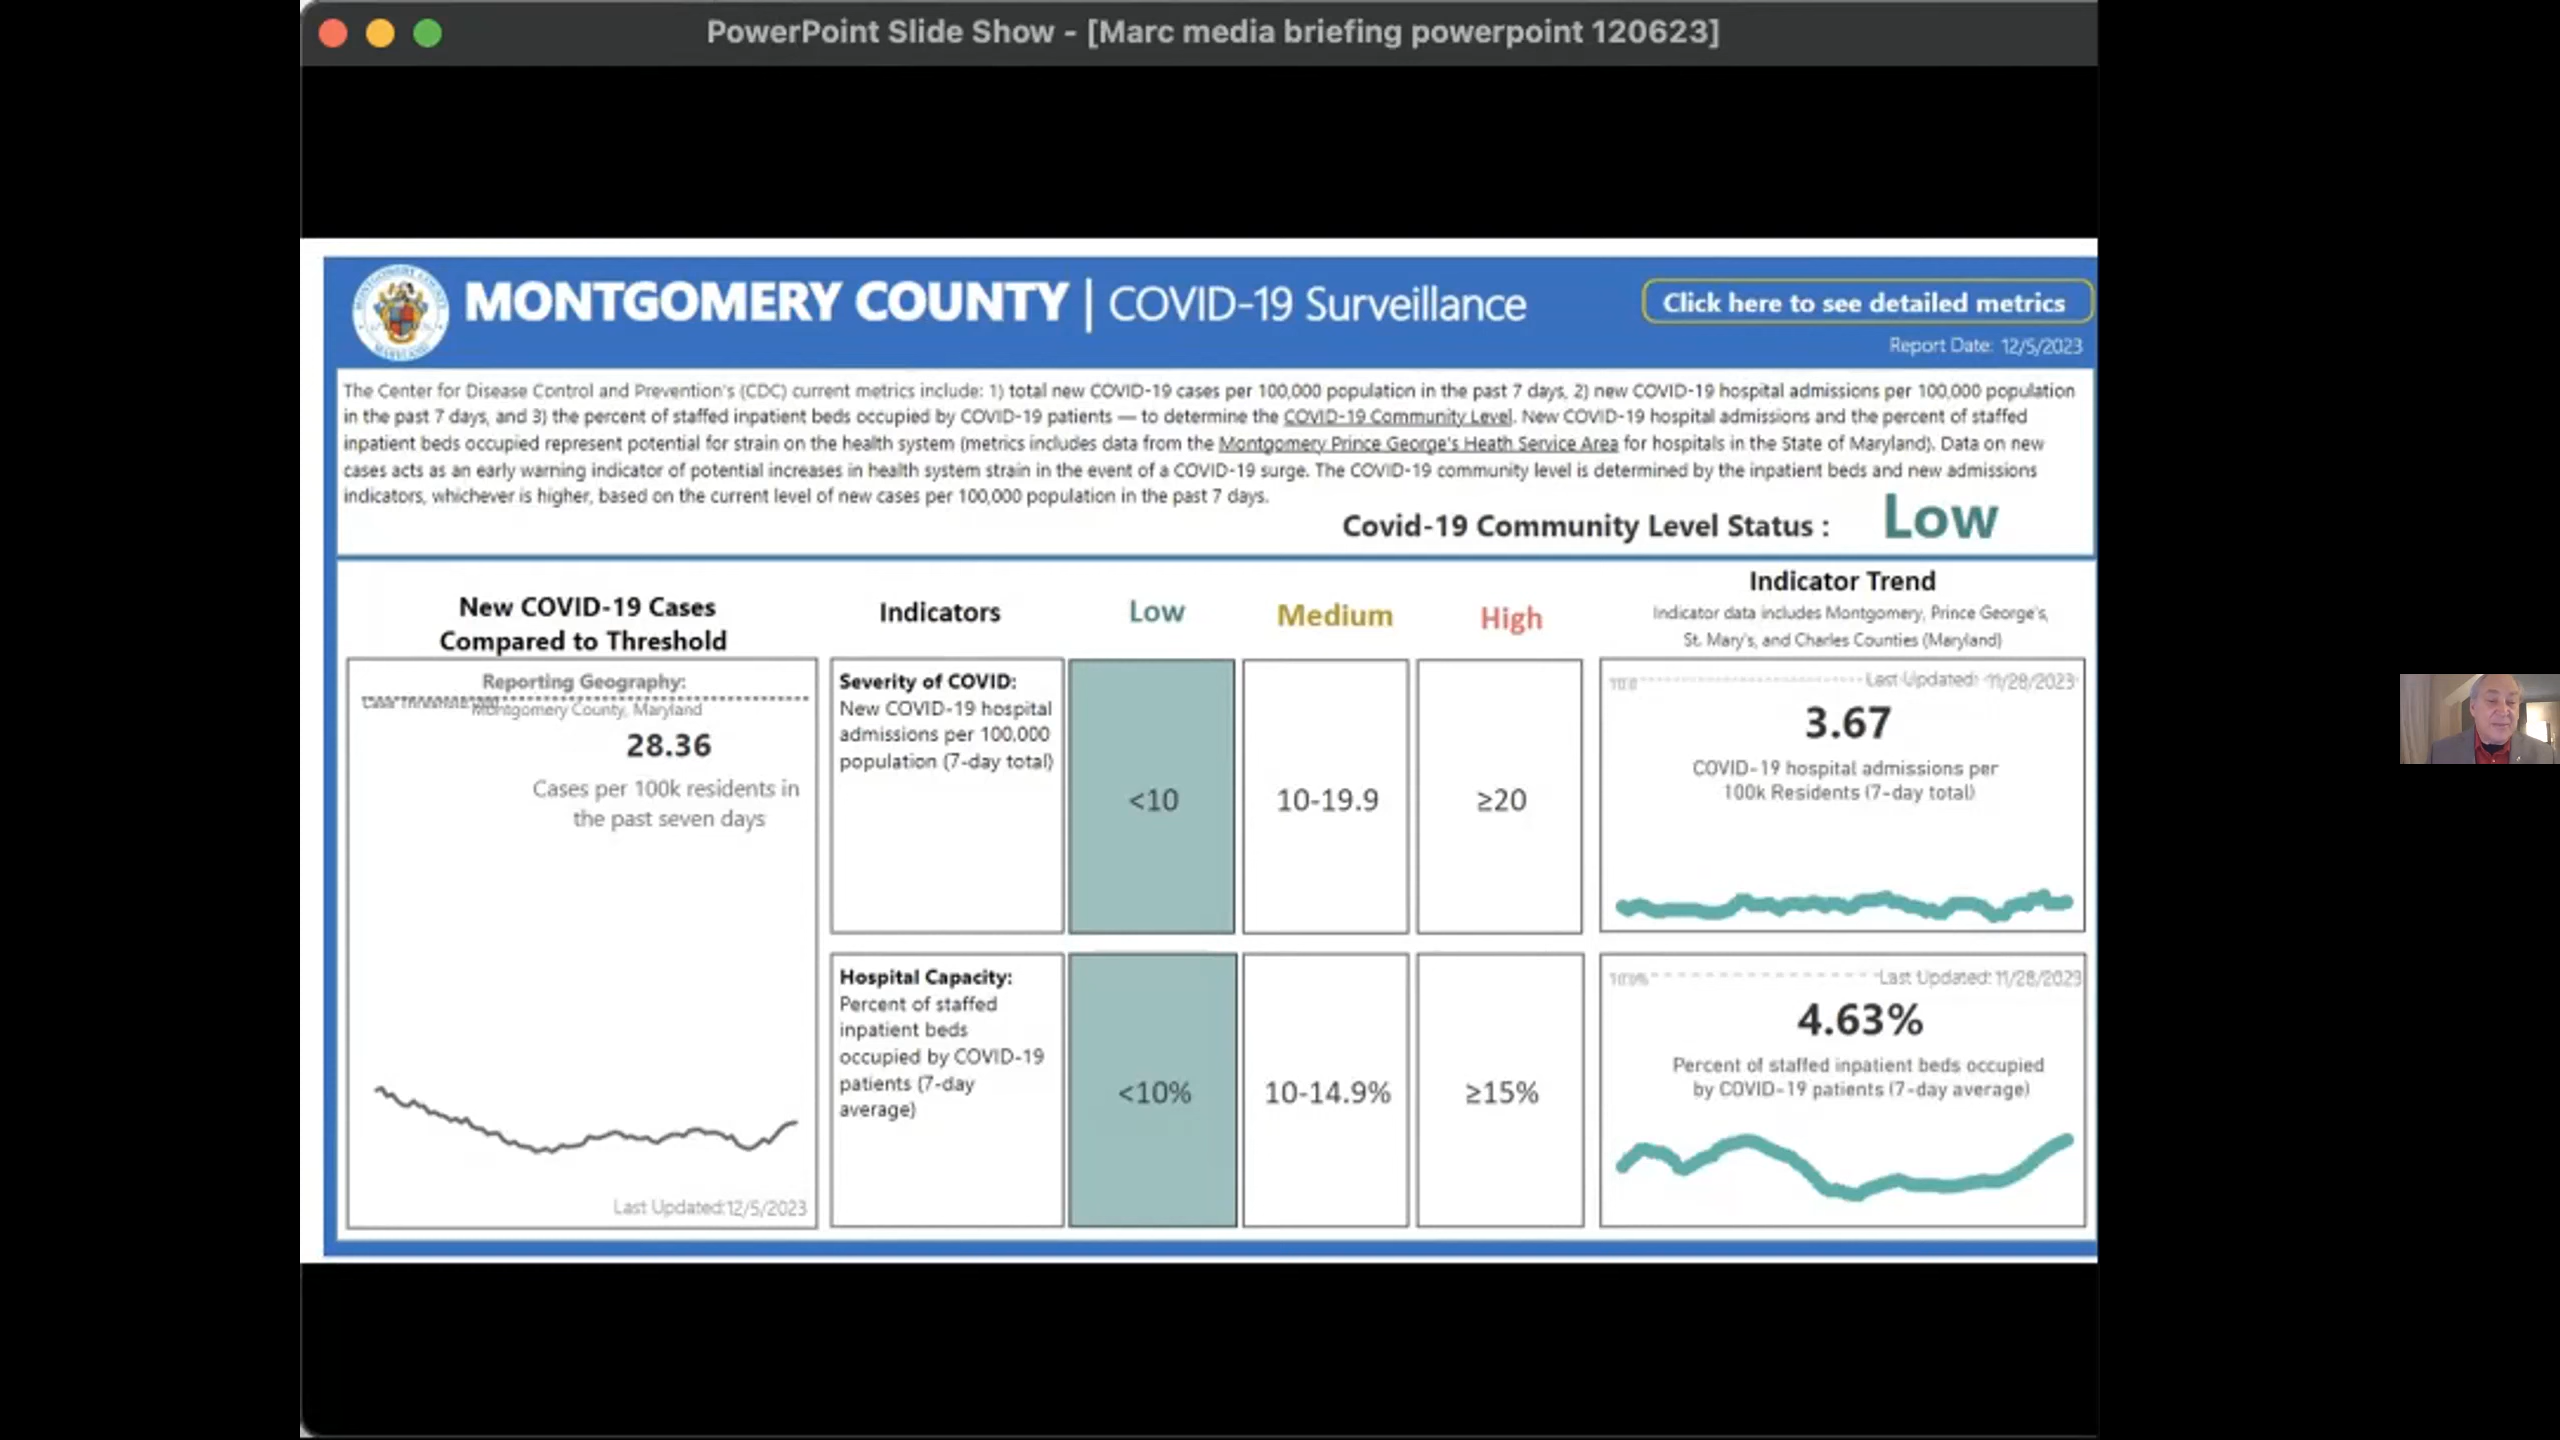 PowerPoint Slide Show - [Marc media briefing powerpoint 120623]
MONTGOMERY COUNTY | COVID-19 Surveillance
Click here to see detailed metrics
Report Date: 12/5/2023
The Center for Disease Control and Prevention's (CDC) current metrics include: 1) total new COVID-19 cases per 100,000 population in the past 7 days, 2) new COVID-19 hospital admissions per 100,000 population
in the past 7 days, and 3) the percent of staffed inpatient beds occupied by COVID-19 patients — to determine the COVID-19 Community Level. New COVID-19 hospital admissions and the percent of staffed
inpatient beds occupied represent potential for strain on the health system (metrics includes data from the Montgomery Prince George's Heath Service Area for hospitals in the State of Maryland). Data on new
cases acts as an early warning indicator of potential increases in health system strain in the event of a COVID-19 surge. The COVID-19 community level is determined by the inpatient beds and new admissions
indicators, whichever is higher, based on the current level of new cases per 100,000 population in the past 7 days.
Covid-19 Community Level Status : Low
New COVID-19 Cases
Compared to Threshold
Reporting Geography:
Montgomery County, Maryland
28.36
Cases per 100k residents in
the past seven days
Last Updated:12/5/2023
Indicators
Low
Medium
High
Severity of COVID:
New COVID-19 hospital
admissions per 100,000
population (7-day total)
<10
10-19.9
≥20
Hospital Capacity:
Percent of staffed
inpatient beds
occupied by COVID-19
patients (7-day
average)
<10%
10-14.9%
≥15%
Indicator Trend
Indicator data includes Montgomery, Prince George's,
St. Mary's, and Charles Counties (Maryland)
10.0
Last Updated: 11/28/2023
3.67
COVID-19 hospital admissions per
100k Residents (7-day total)
Last Updated: 11/28/2023
4.63%
Percent of staffed inpatient beds occupied
by COVID-19 patients (7-day average)